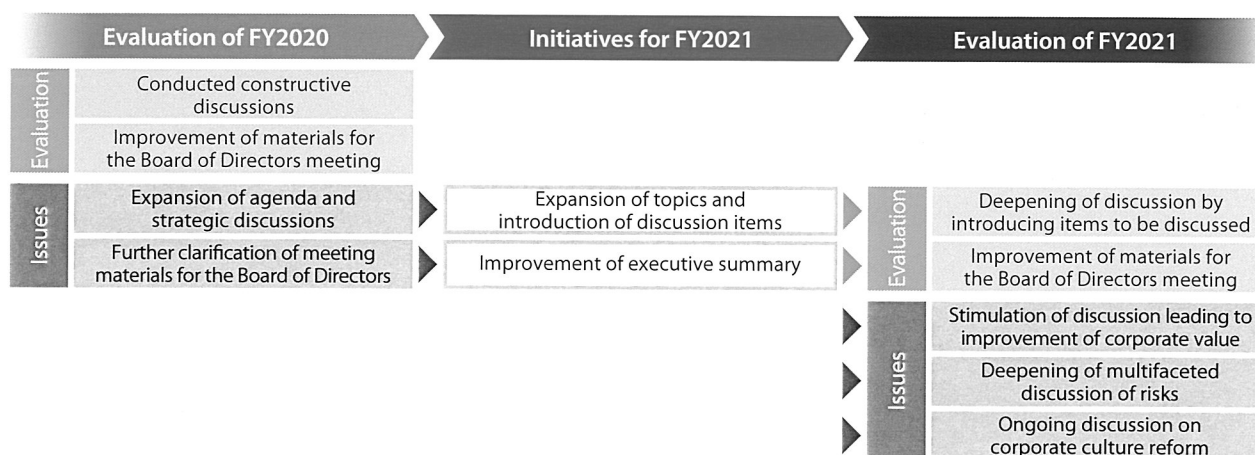 Evaluation of FY2020
Initiatives for FY2021
Evaluation of FY2021
Evaluation
Conducted constructive
discussions
Improvement of materials for
the Board of Directors meeting
Issues
Expansion of agenda and
strategic discussions
Further clarification of meeting
materials for the Board of Directors
Expansion of topics and
introduction of discussion items
Improvement of executive summary
Evaluation
Deepening of discussion by
introducing items to be discussed
Improvement of materials for
the Board of Directors meeting
Issues
Stimulation of discussion leading to
improvement of corporate value
Deepening of multifaceted
discussion of risks
Ongoing discussion on
corporate culture reform